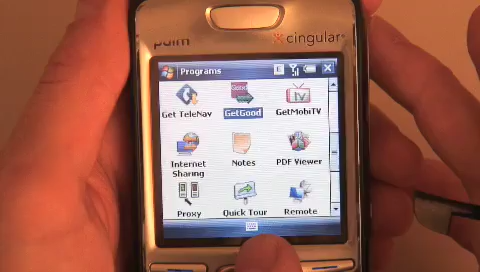 palm cingular
Programs E
Get TeleNav GetGood GetMobiTV
Internet
Sharing Notes PDF Viewer
Proxy Quick Tour Remote